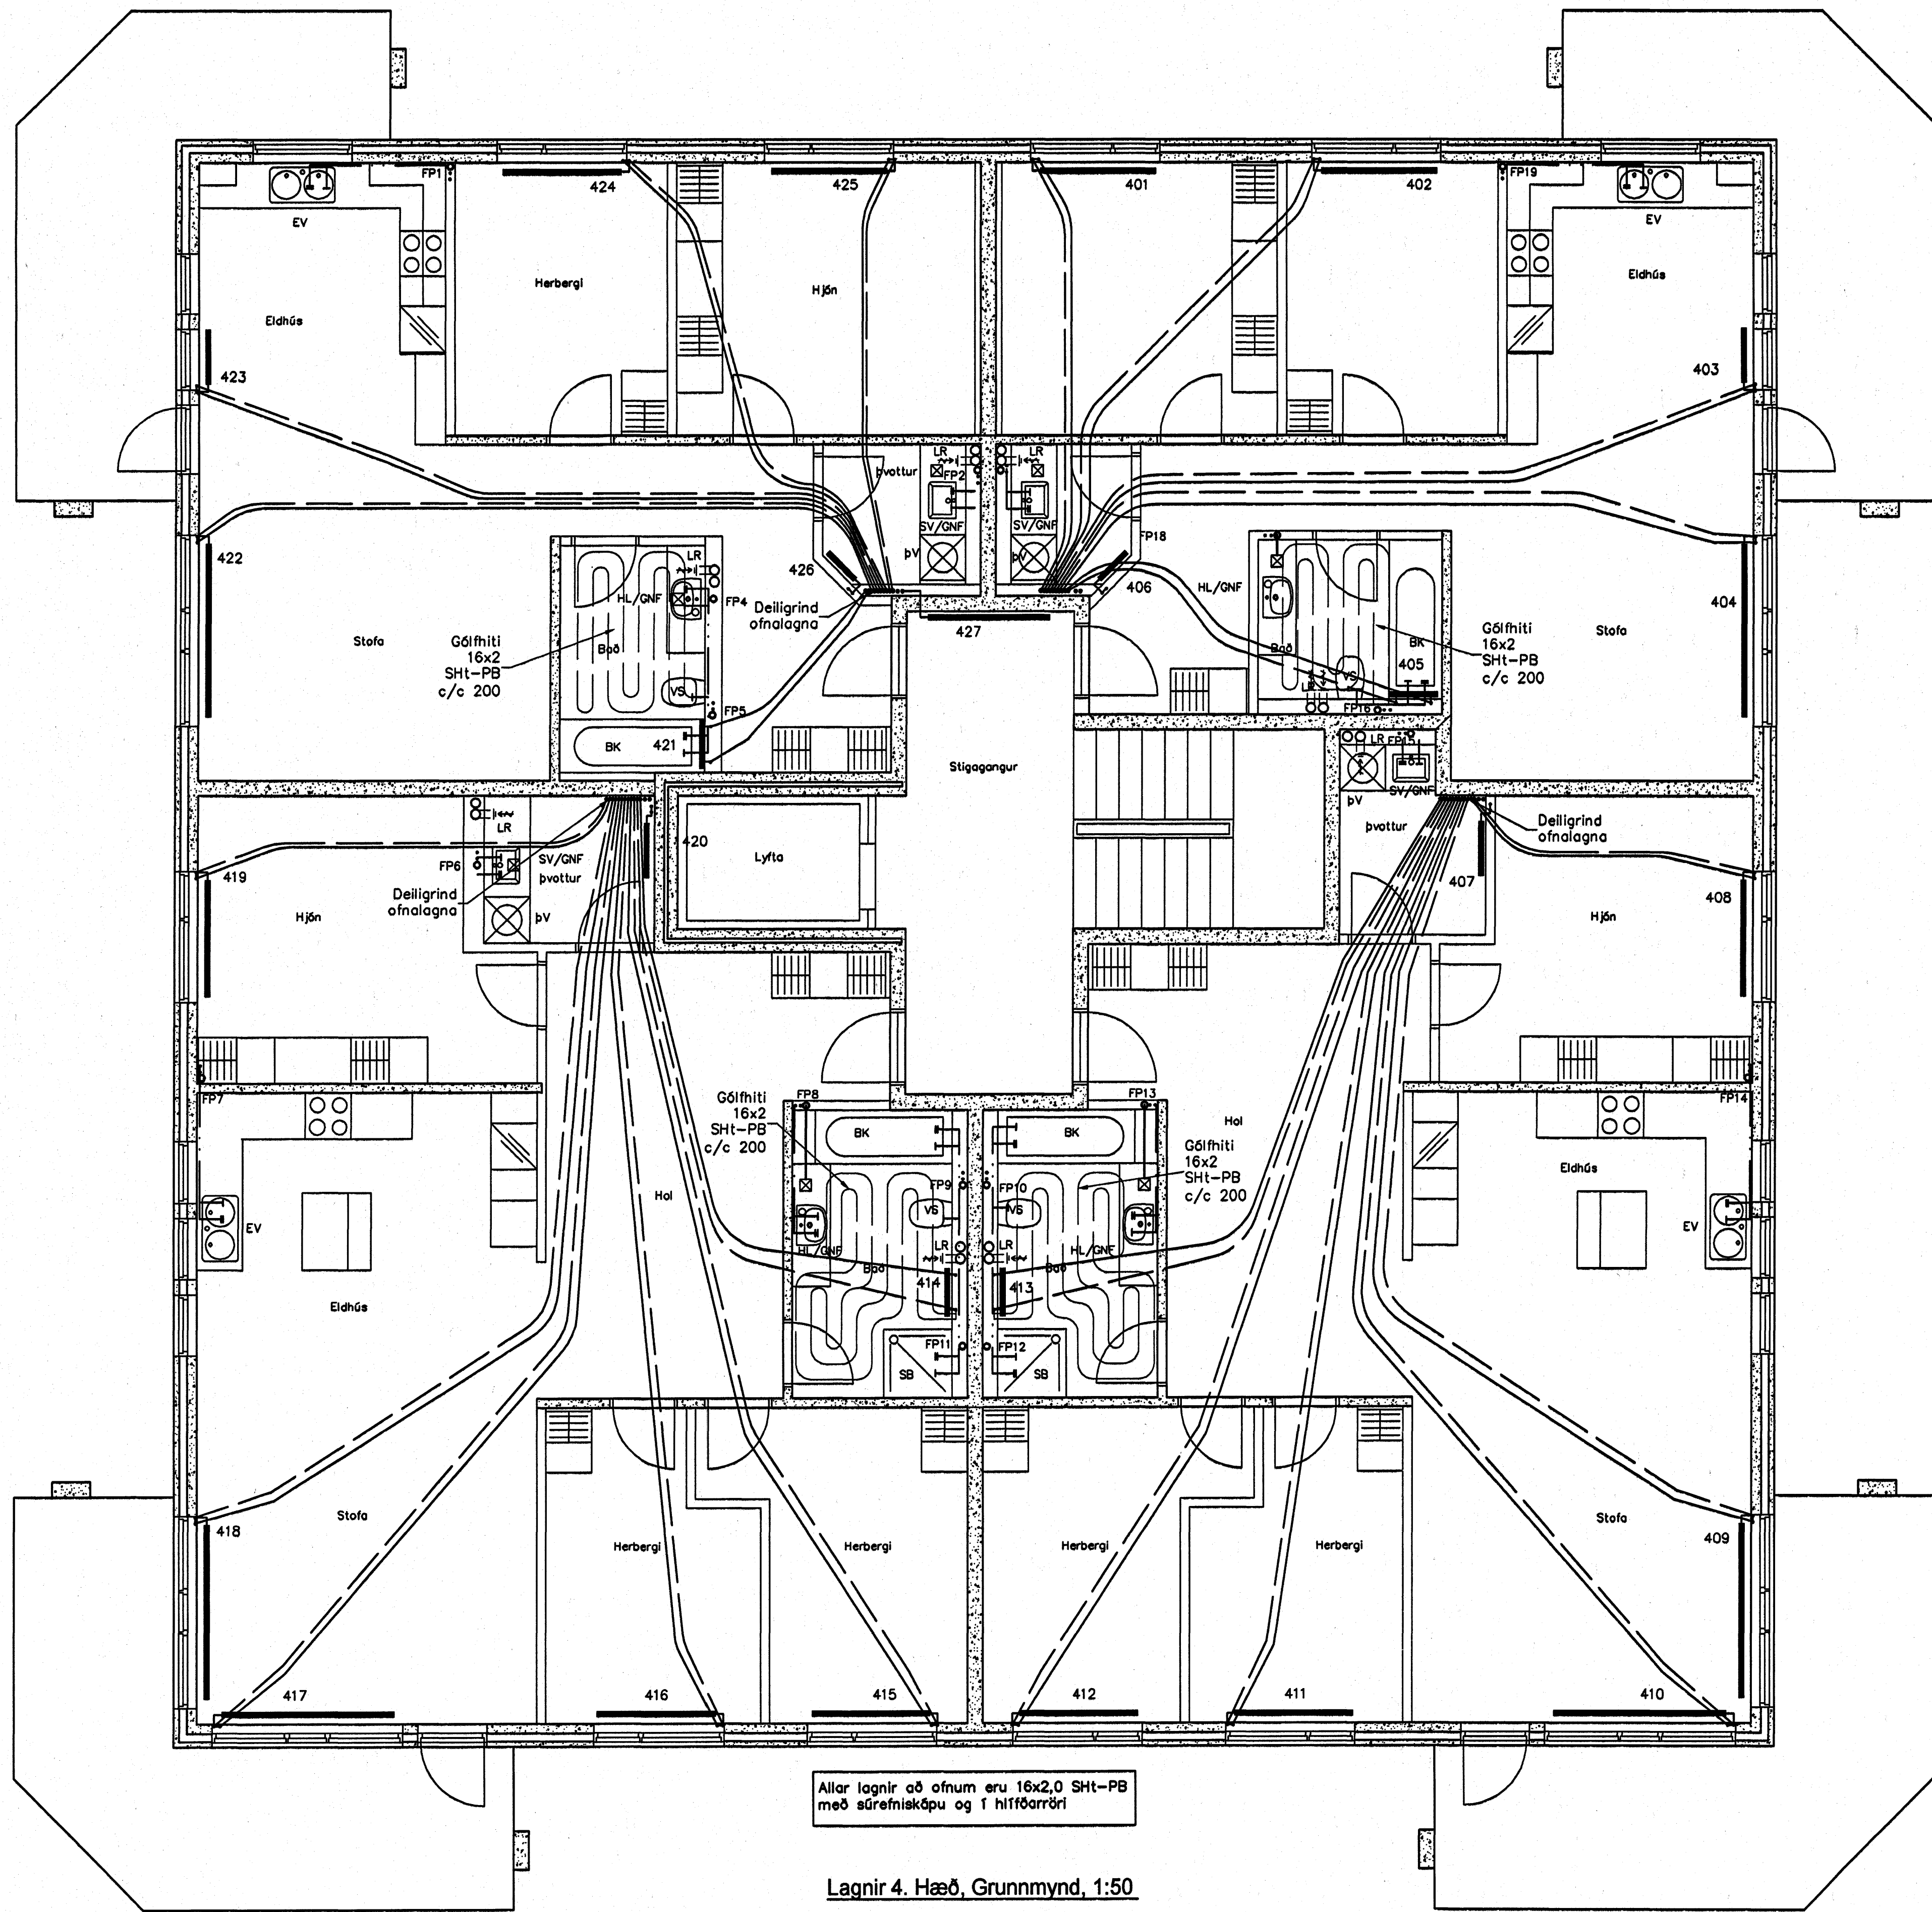 FP1
424
425
401
402
FP19
EV
EV
Herbergi
Hjón
Eldhús
Eldhús
423
403
LR
LR
þvottur
FP2
SV/GNF
SV/GNF
FP18
þV
þV
422
426
406
404
LR
HL/GNF
FP4
HL/GNF
Deiligrind
ofnalagna
427
Stofa
Gólfhiti
16x2
SHt-PB
c/c 200
Bað
VS
FP5
BK
421
Bað
BK
405
VS
LR
FP16
Gólfhiti
16x2
SHt-PB
c/c 200
Stofa
LR
FP15
þV
SV/GNF
Stigagangur
þvottur
Deiligrind
ofnalagna
LR
FP6
SV/GNF
þvottur
420
Lyfta
419
Deiligrind
ofnalagna
þV
Hjón
407
408
Hjón
FP7
Gólfhiti
16x2
SHt-PB
c/c 200
FP8
FP13
FP14
BK
BK
Hol
Gólfhiti
16x2
SHt-PB
c/c 200
Eldhús
FP9
FP10
VS
VS
Hol
EV
EV
HL/GNF
LR
LR
HL/GNF
Bað
414
413
Bað
Eldhús
FP11
FP12
SB
SB
418
Stofa
Herbergi
Herbergi
Herbergi
Herbergi
Stofa
409
417
416
415
412
411
410
Allar lagnir að ofnum eru 16x2,0 SHt-PB
með súrefniskápu og í hlífðarröri
Lagnir 4. Hæð, Grunnmynd, 1:50